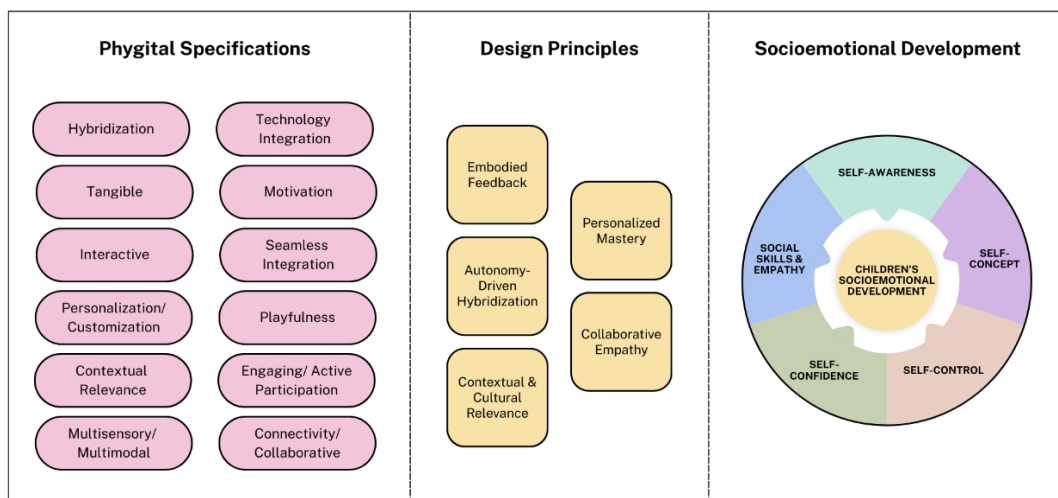 Phygital Specifications
Hybridization
Technology
Integration
Tangible
Motivation
Interactive
Seamless
Integration
Personalization/
Customization
Playfulness
Contextual
Relevance
Engaging/ Active
Participation
Multisensory/
Multimodal
Connectivity/
Collaborative
Design Principles
Embodied
Feedback
Personalized
Mastery
Autonomy-
Driven
Hybridization
Collaborative
Empathy
Contextual &
Cultural
Relevance
Socioemotional Development
SELF-AWARENESS
SELF-
CONCEPT
SELF-CONTROL
SELF-
CONFIDENCE
SOCIAL
SKILLS &
EMPATHY
CHILDREN'S
SOCIOEMOTIONAL
DEVELOPMENT